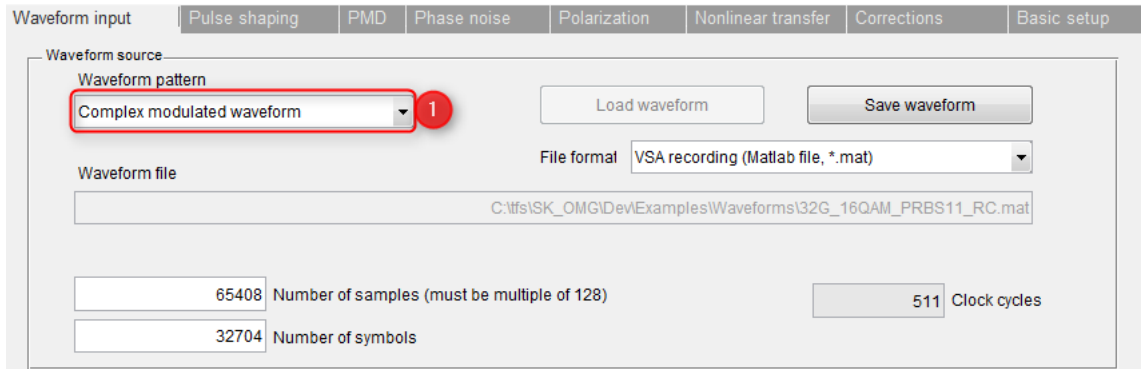 Waveform input Pulse shaping PMD Phase noise Polarization Nonlinear transfer Corrections Basic setup
Waveform source
Waveform pattern
Complex modulated waveform 1 Load waveform Save waveform
File format VSA recording (Matlab file, *.mat)
Waveform file
C:\tfs\SK_OMG\Dev\Examples\Waveforms\32G_16QAM_PRBS11_RC.mat
65408 Number of samples (must be multiple of 128) 511 Clock cycles
32704 Number of symbols